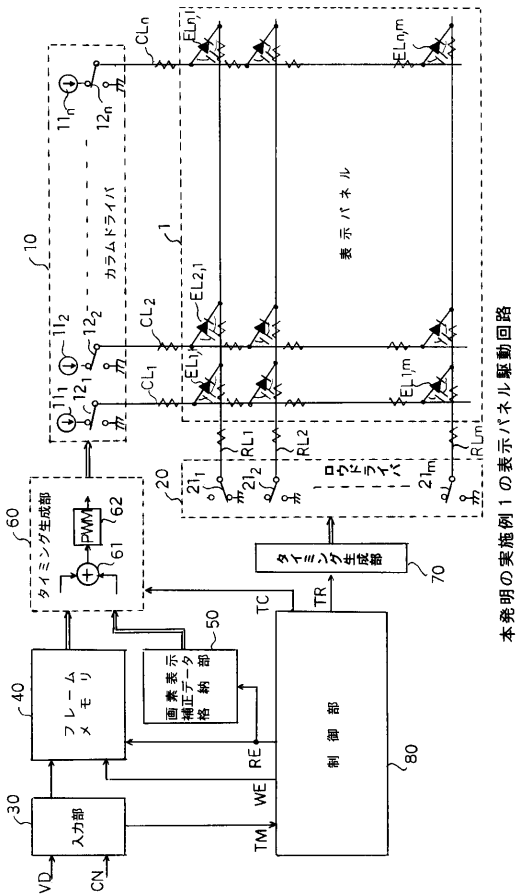 VD
CN
30
入力部
TM
40
フレーム
メモリ
WE
RE
50
画素表示
補正データ
格納部
80
制御部
TC
TR
60
タイミング生成部
61
PWM
62
70
タイミング生成部
10
カラムドライバ
11₁
11₂
11ₙ
12₁
12₂
12ₙ
CL₁
CL₂
CLₙ
20
ロウドライバ
21₁
21₂
21ₘ
RL₁
RL₂
RLₘ
1
表示パネル
EL₁,₁
EL₂,₁
ELₙ,₁
EL₁,ₘ
ELₙ,ₘ
本発明の実施例1の表示パネル駆動回路